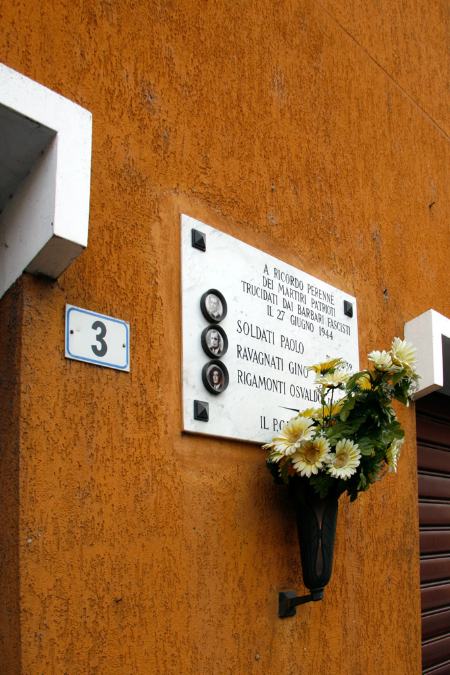 3
A RICORDO PERENNE
DEI MARTIRI PATRIOTI
TRUCIDATI DAI BARBARI FASCISTI
IL 27 GIUGNO 1944
SOLDATI PAOLO
RAVAGNATI GINO
RIGAMONTI OSVALDO
IL